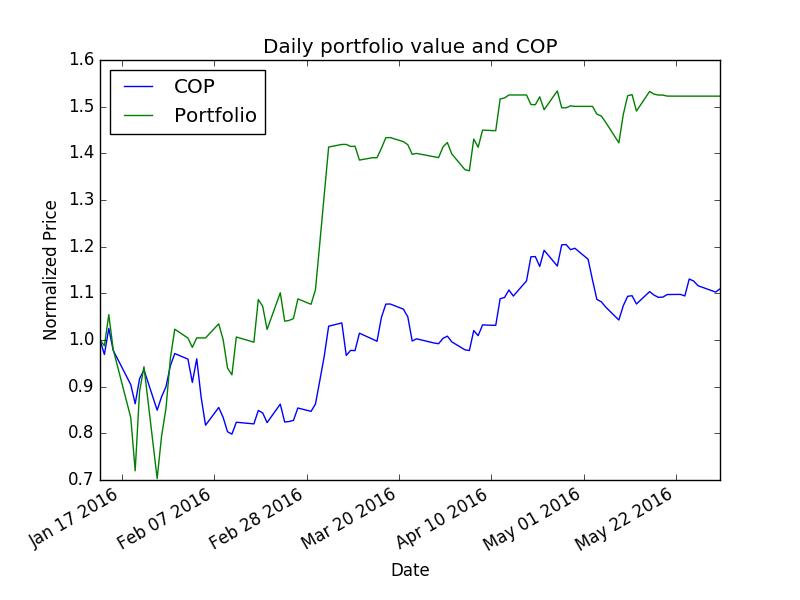 Daily portfolio value and COP
COP
Portfolio
1.6
1.5
1.4
1.3
1.2
1.1
1.0
0.9
0.8
0.7
Normalized Price
Jan 17 2016
Feb 07 2016
Feb 28 2016
Mar 20 2016
Apr 10 2016
May 01 2016
May 22 2016
Date